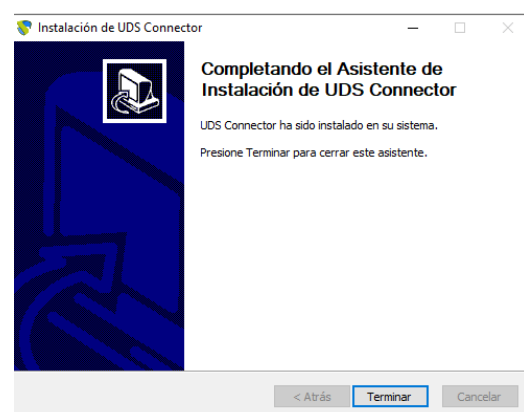 Instalación de UDS Connector
Completando el Asistente de
Instalación de UDS Connector
UDS Connector ha sido instalado en su sistema.
Presione Terminar para cerrar este asistente.
< Atrás
Terminar
Cancelar